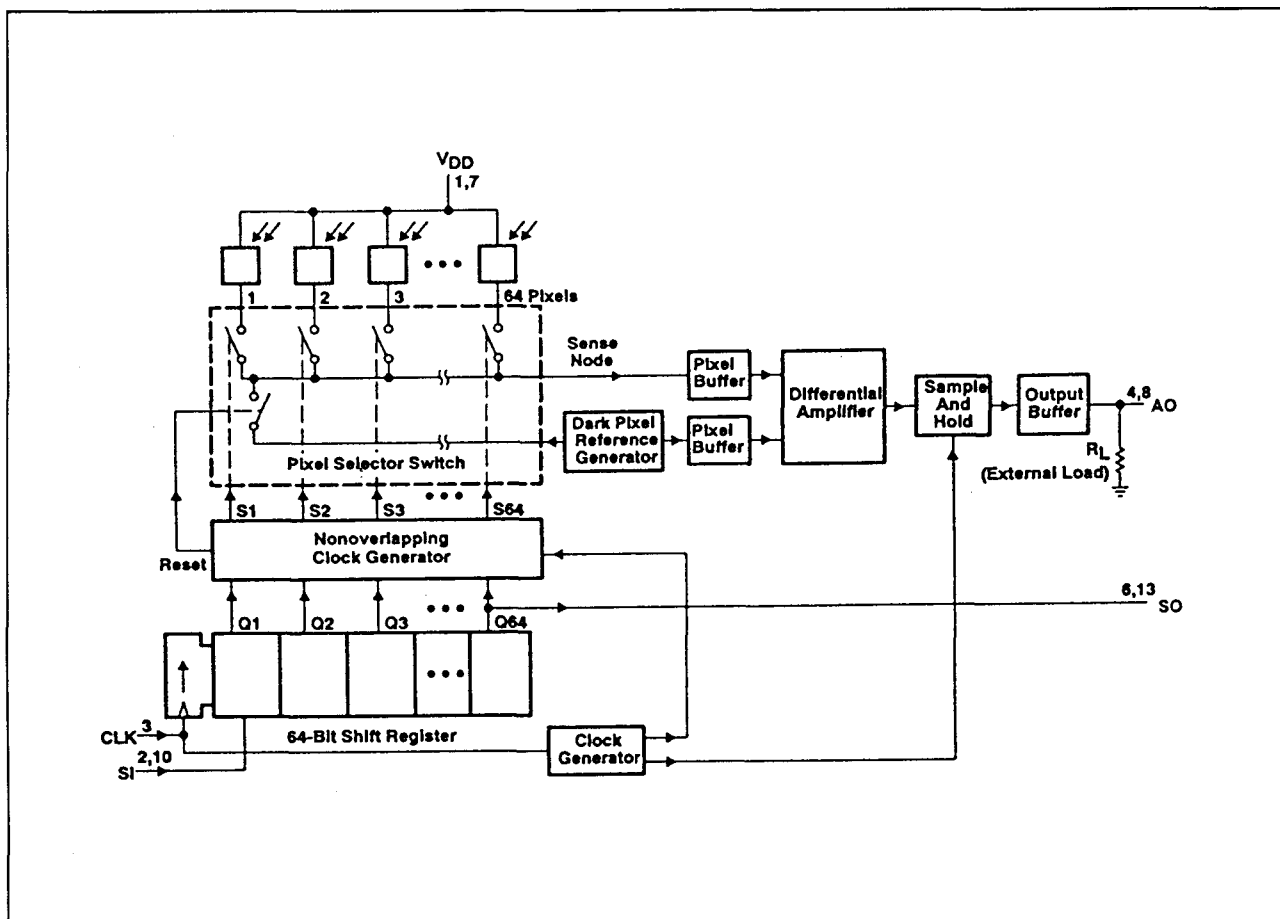 VDD
1,7
1
2
3
64 Pixels
Sense
Node
Pixel
Buffer
Differential
Amplifier
Sample
And
Hold
Output
Buffer
4,8
AO
Dark Pixel
Reference
Generator
Pixel
Buffer
RL
(External Load)
Pixel Selector Switch
S1
S2
S3
S64
Reset
Nonoverlapping
Clock Generator
6,13
SO
Q1
Q2
Q3
Q64
CLK
3
64-Bit Shift Register
Clock
Generator
2,10
SI